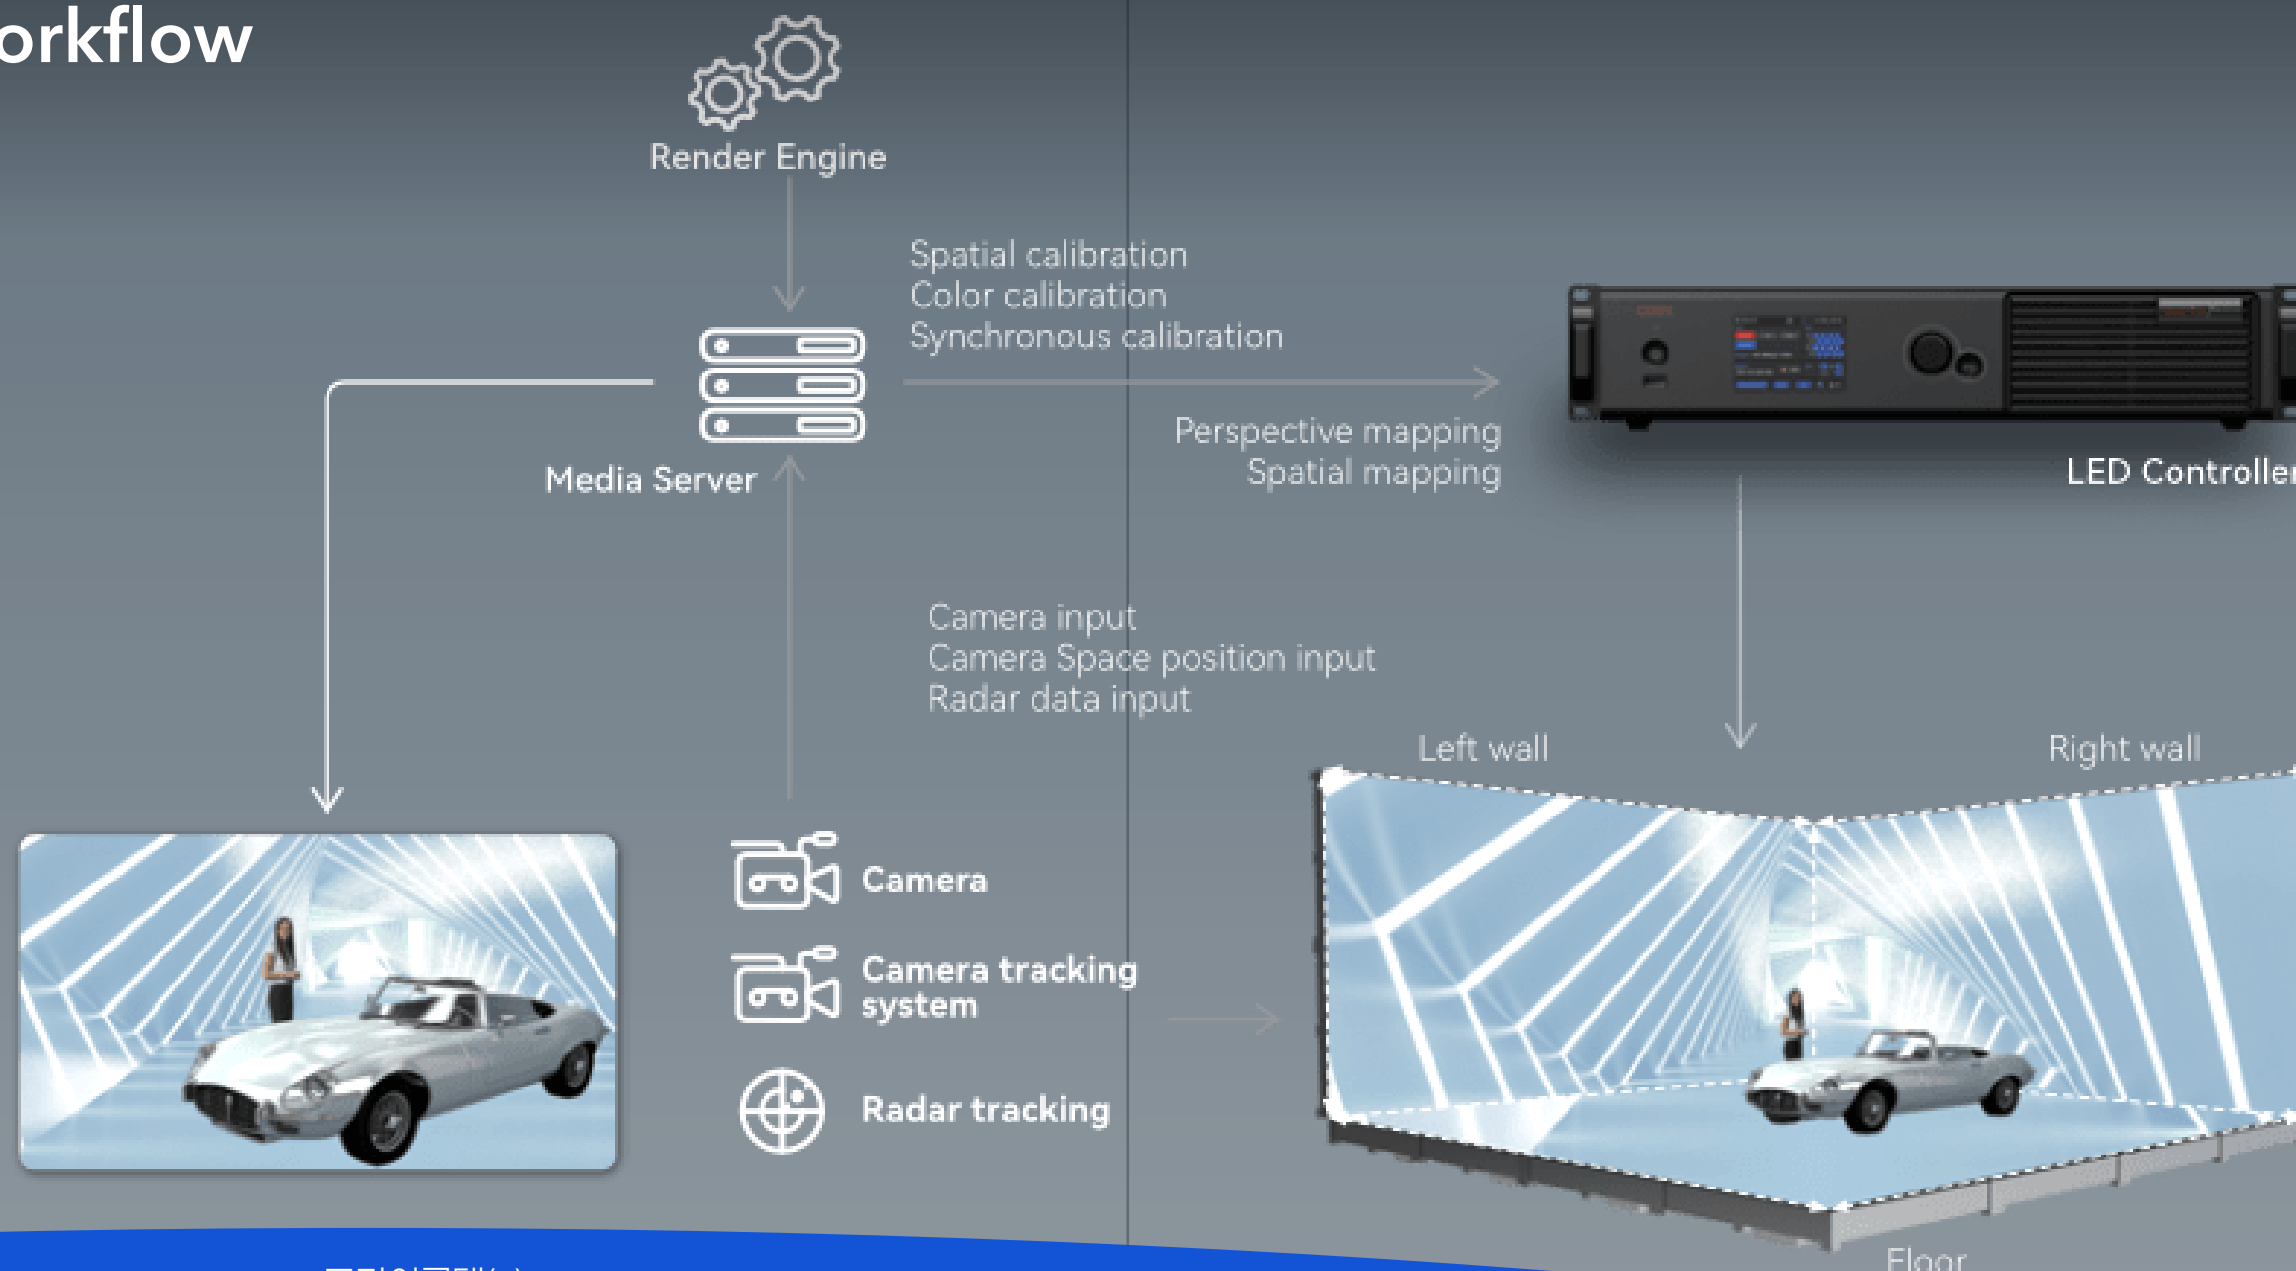 orkflow
Render Engine
Spatial calibration
Color calibration
Synchronous calibration
Perspective mapping
Spatial mapping
Media Server
LED Controller
Camera input
Camera Space position input
Radar data input
Left wall
Right wall
Camera
Camera tracking
system
Radar tracking
Floor